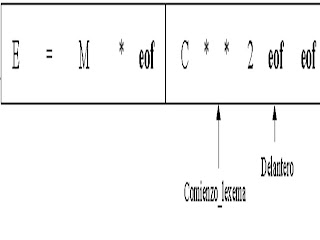 E = M * eof C * * 2 eof eof
Delantero
Comienzo_lexema